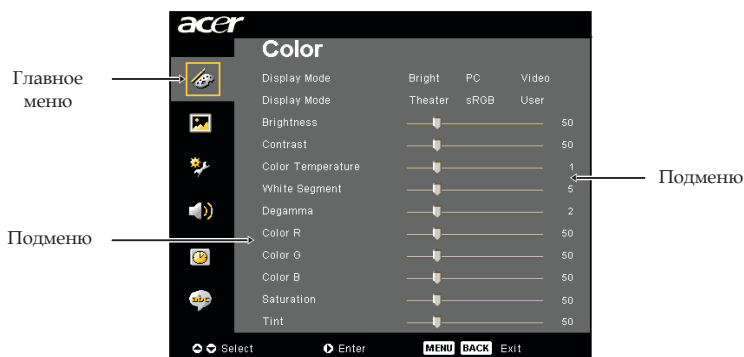 acer
Color
Главное
меню
Display Mode Bright PC Video
Display Mode Theater sRGB User
Brightness 50
Contrast 50
Color Temperature 1
White Segment 5
Подменю
Degamma 2
Подменю
Color R 50
Color G 50
Color B 50
Saturation 50
abc
Tint 50
Select Enter MENU BACK Exit